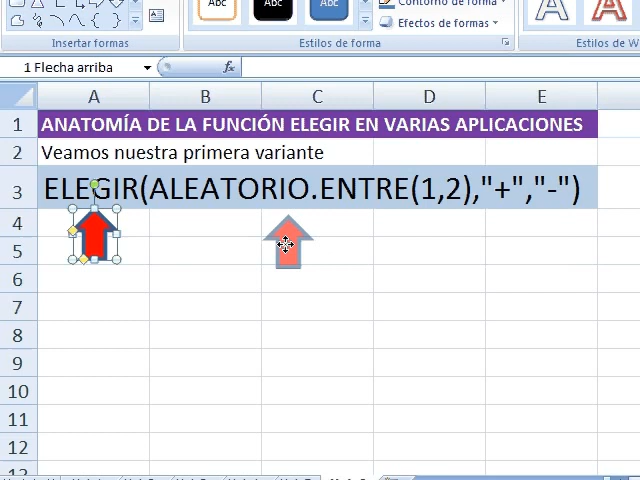 Contorno de forma
Efectos de formas
Insertar formas
Estilos de forma
Estilos de W
1 Flecha arriba
fx
A B C D E
1 ANATOMÍA DE LA FUNCIÓN ELEGIR EN VARIAS APLICACIONES
2 Veamos nuestra primera variante
3 ELEGIR(ALEATORIO.ENTRE(1,2),"+","-")
4
5
6
7
8
9
10
11
12